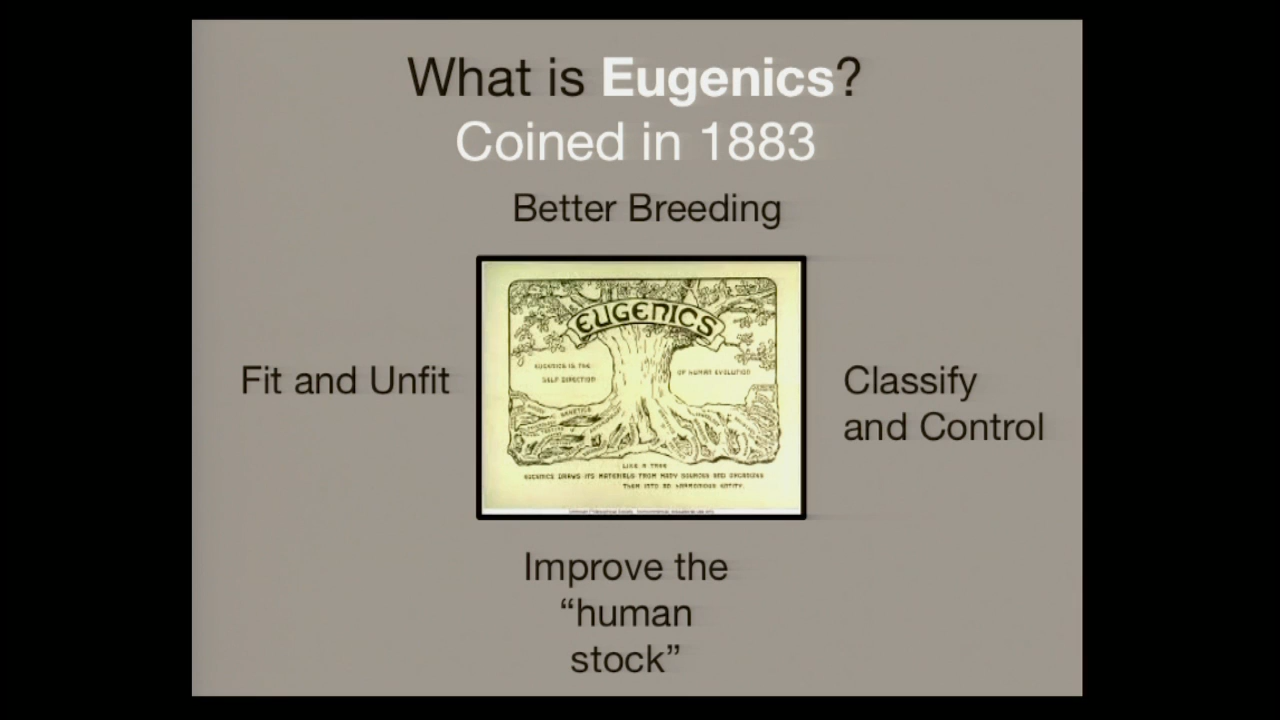 What is Eugenics?
Coined in 1883
Better Breeding
Fit and Unfit
EUGENICS
EUGENICS IS THE
SELF DIRECTION
OF HUMAN EVOLUTION
GENETICS
LIKE A TREE
EUGENICS DRAWS ITS MATERIALS FROM MANY SOURCES AND ORGANIZES
THEM INTO AN HARMONIOUS ENTITY.
Classify
and Control
Improve the
“human
stock”